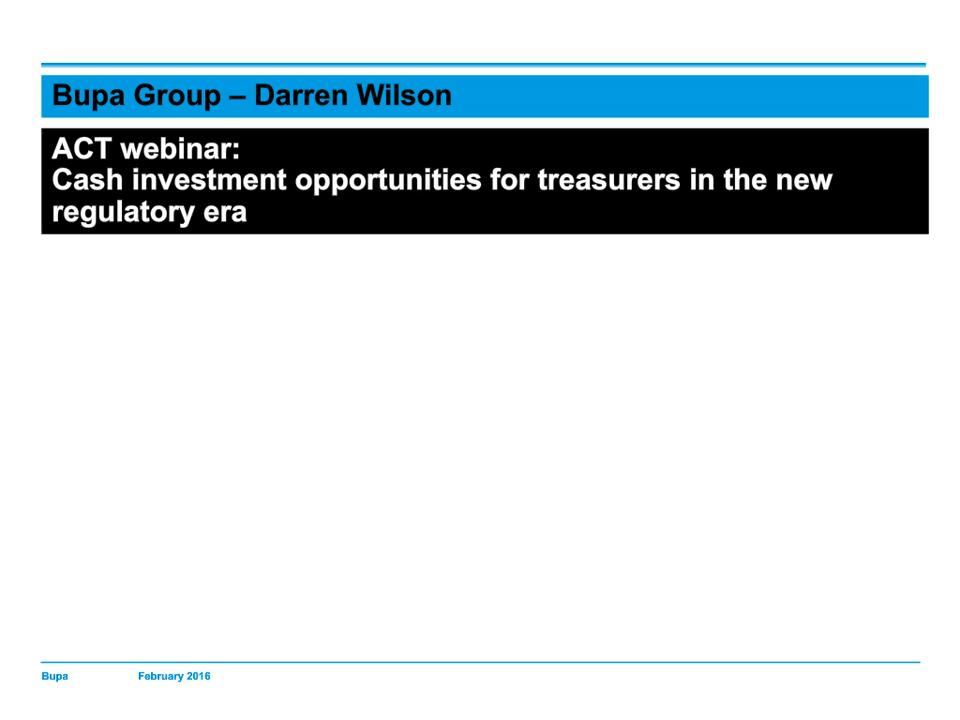 Bupa Group – Darren Wilson
ACT webinar:
Cash investment opportunities for treasurers in the new
regulatory era
Bupa February 2016